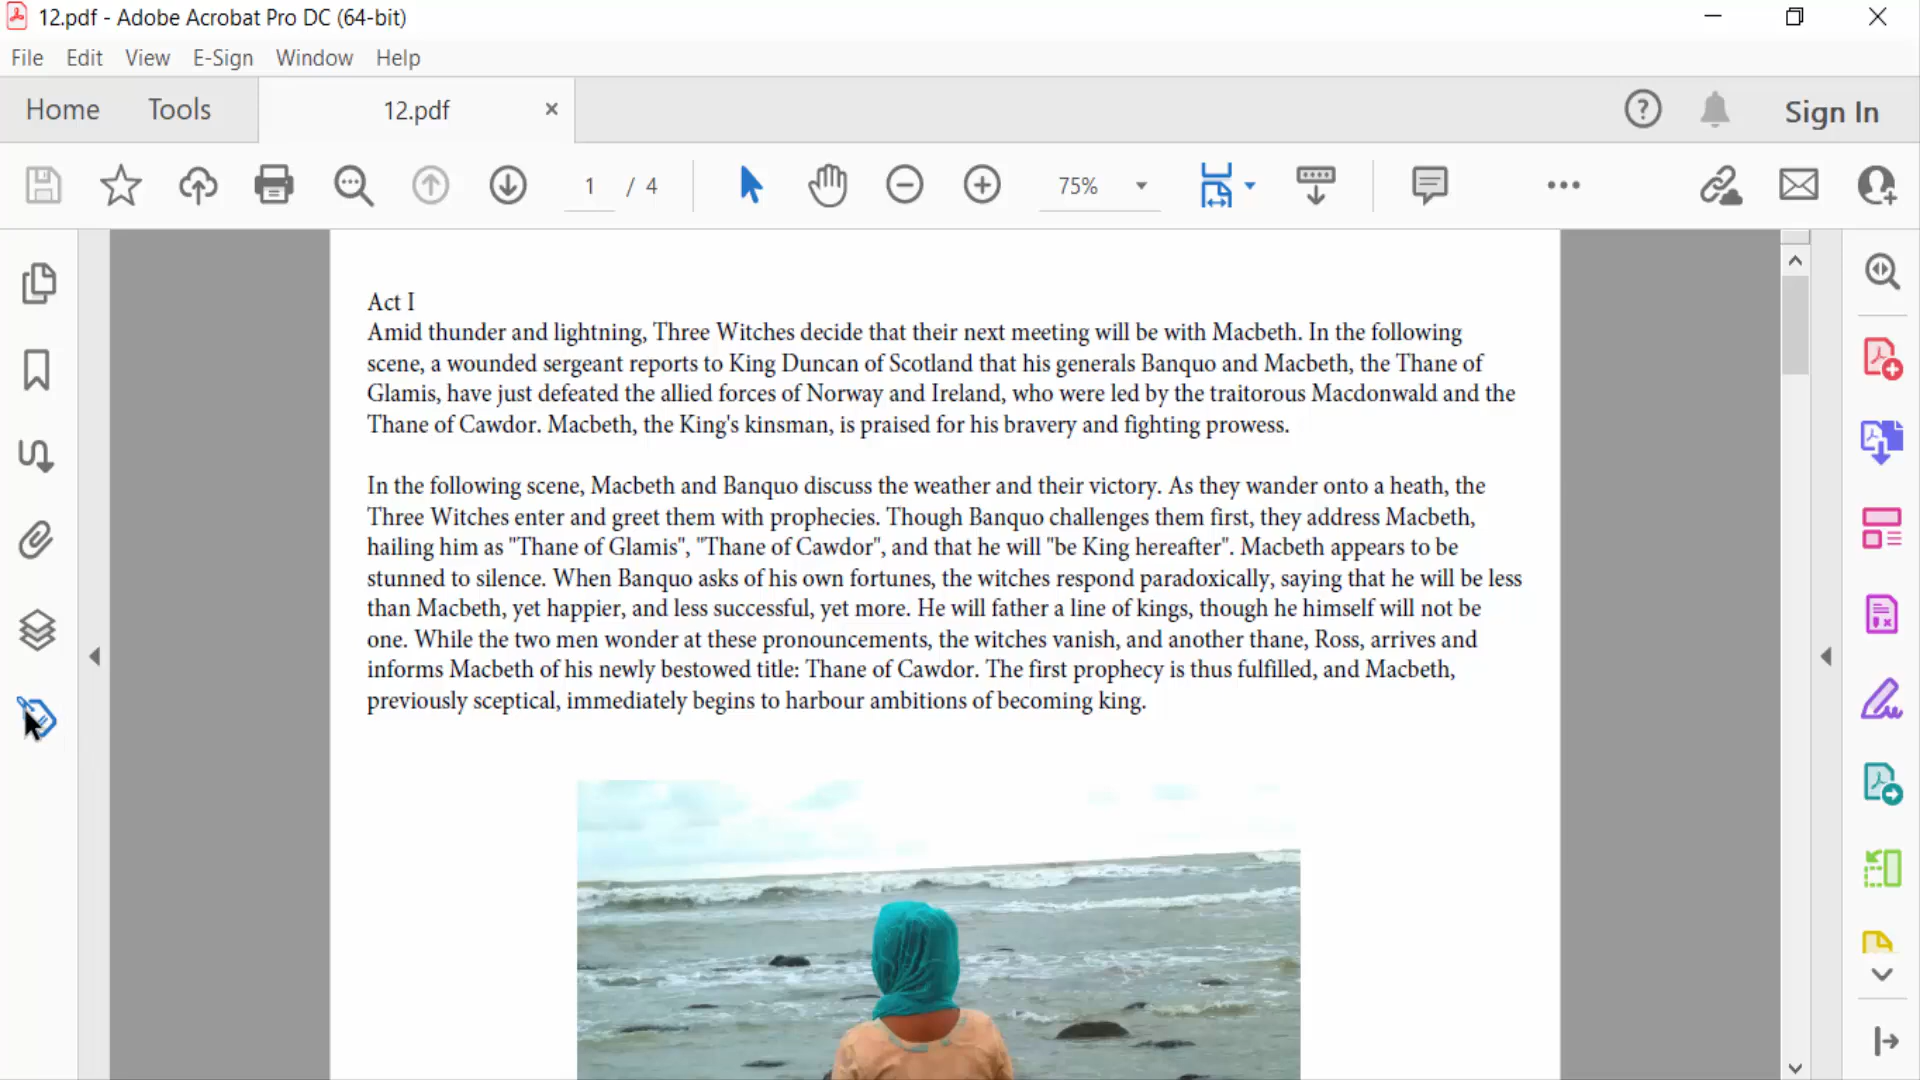 12.pdf - Adobe Acrobat Pro DC (64-bit)
File Edit View E-Sign Window Help
Home Tools 12.pdf Sign In
1 / 4 75%
Act I
Amid thunder and lightning, Three Witches decide that their next meeting will be with Macbeth. In the following
scene, a wounded sergeant reports to King Duncan of Scotland that his generals Banquo and Macbeth, the Thane of
Glamis, have just defeated the allied forces of Norway and Ireland, who were led by the traitorous Macdonwald and the
Thane of Cawdor. Macbeth, the King's kinsman, is praised for his bravery and fighting prowess.
In the following scene, Macbeth and Banquo discuss the weather and their victory. As they wander onto a heath, the
Three Witches enter and greet them with prophecies. Though Banquo challenges them first, they address Macbeth,
hailing him as "Thane of Glamis", "Thane of Cawdor", and that he will "be King hereafter". Macbeth appears to be
stunned to silence. When Banquo asks of his own fortunes, the witches respond paradoxically, saying that he will be less
than Macbeth, yet happier, and less successful, yet more. He will father a line of kings, though he himself will not be
one. While the two men wonder at these pronouncements, the witches vanish, and another thane, Ross, arrives and
informs Macbeth of his newly bestowed title: Thane of Cawdor. The first prophecy is thus fulfilled, and Macbeth,
previously sceptical, immediately begins to harbour ambitions of becoming king.